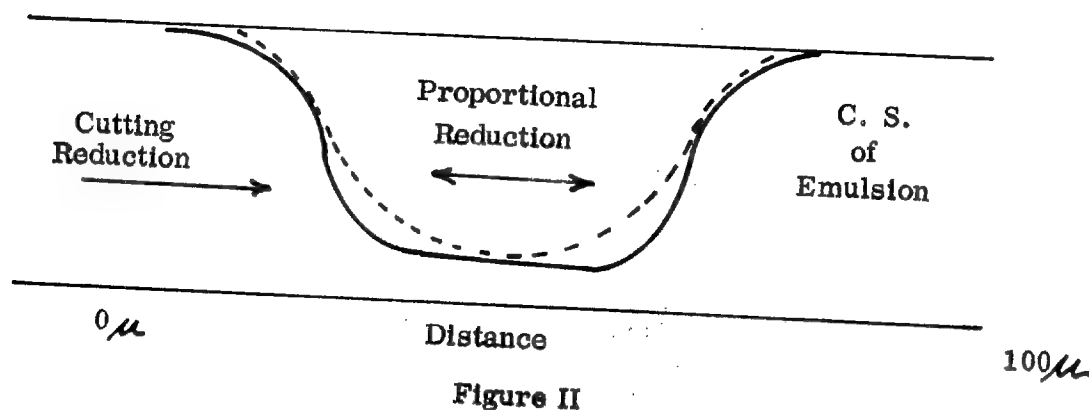 Cutting
Reduction
Proportional
Reduction
C. S.
of
Emulsion
0μ
Distance
100μ
Figure II